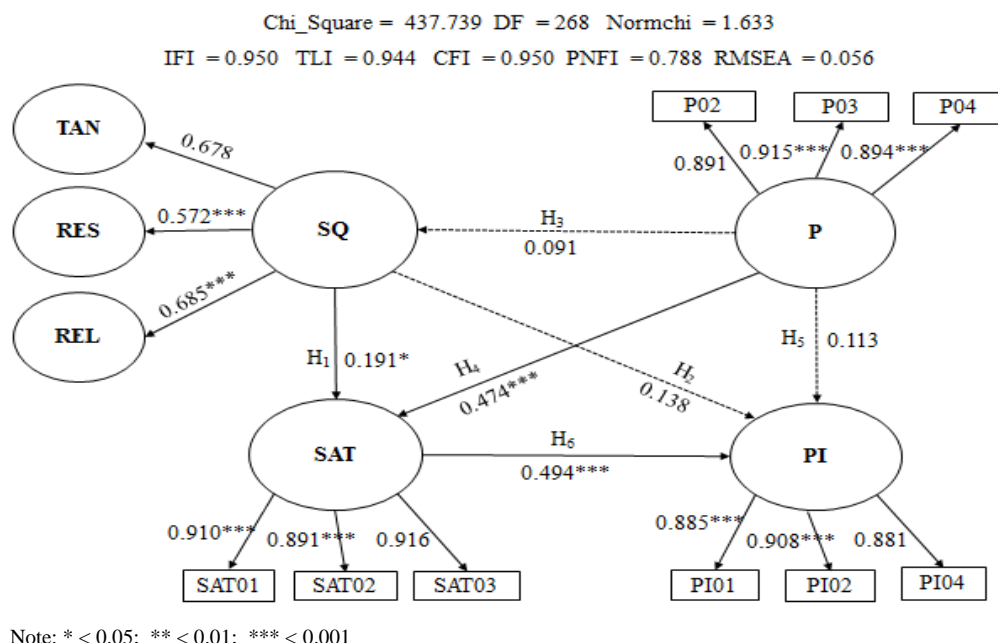 Chi_Square = 437.739 DF = 268 Normchi = 1.633
IFI = 0.950 TLI = 0.944 CFI = 0.950 PNFI = 0.788 RMSEA = 0.056
TAN
P02
P03
P04
0.678
0.891
0.915***
0.894***
RES
0.572***
SQ
H3
0.091
P
REL
0.685***
H1
0.191*
H4
0.474***
H2
0.138
H5
0.113
SAT
H6
0.494***
PI
0.910***
0.891***
0.916
0.885***
0.908***
0.881
SAT01
SAT02
SAT03
PI01
PI02
PI04
Note: * < 0.05; ** < 0.01; *** < 0.001